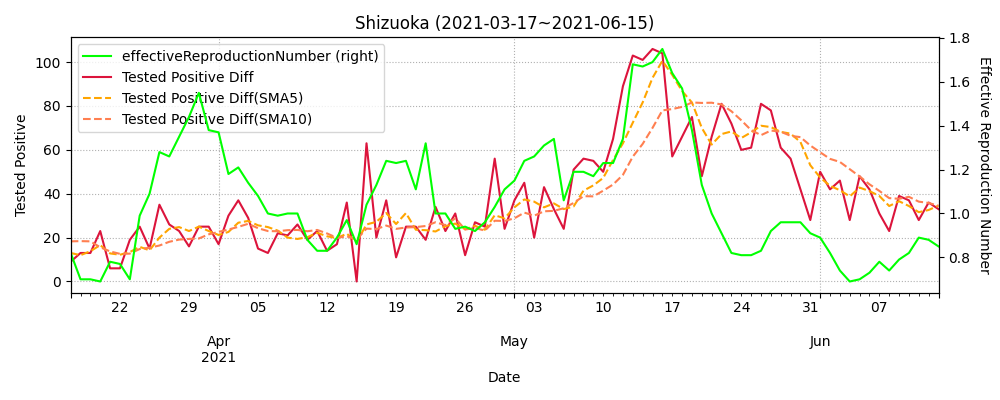 Shizuoka (2021-03-17~2021-06-15)
effectiveReproductionNumber (right)
Tested Positive Diff
Tested Positive Diff(SMA5)
Tested Positive Diff(SMA10)
Tested Positive
100
80
60
40
20
0
1.8
1.6
1.4
1.2
1.0
0.8
Effective Reproduction Number
22 29 05 12 19 26 03 10 17 24 31 07
Apr May Jun
2021
Date